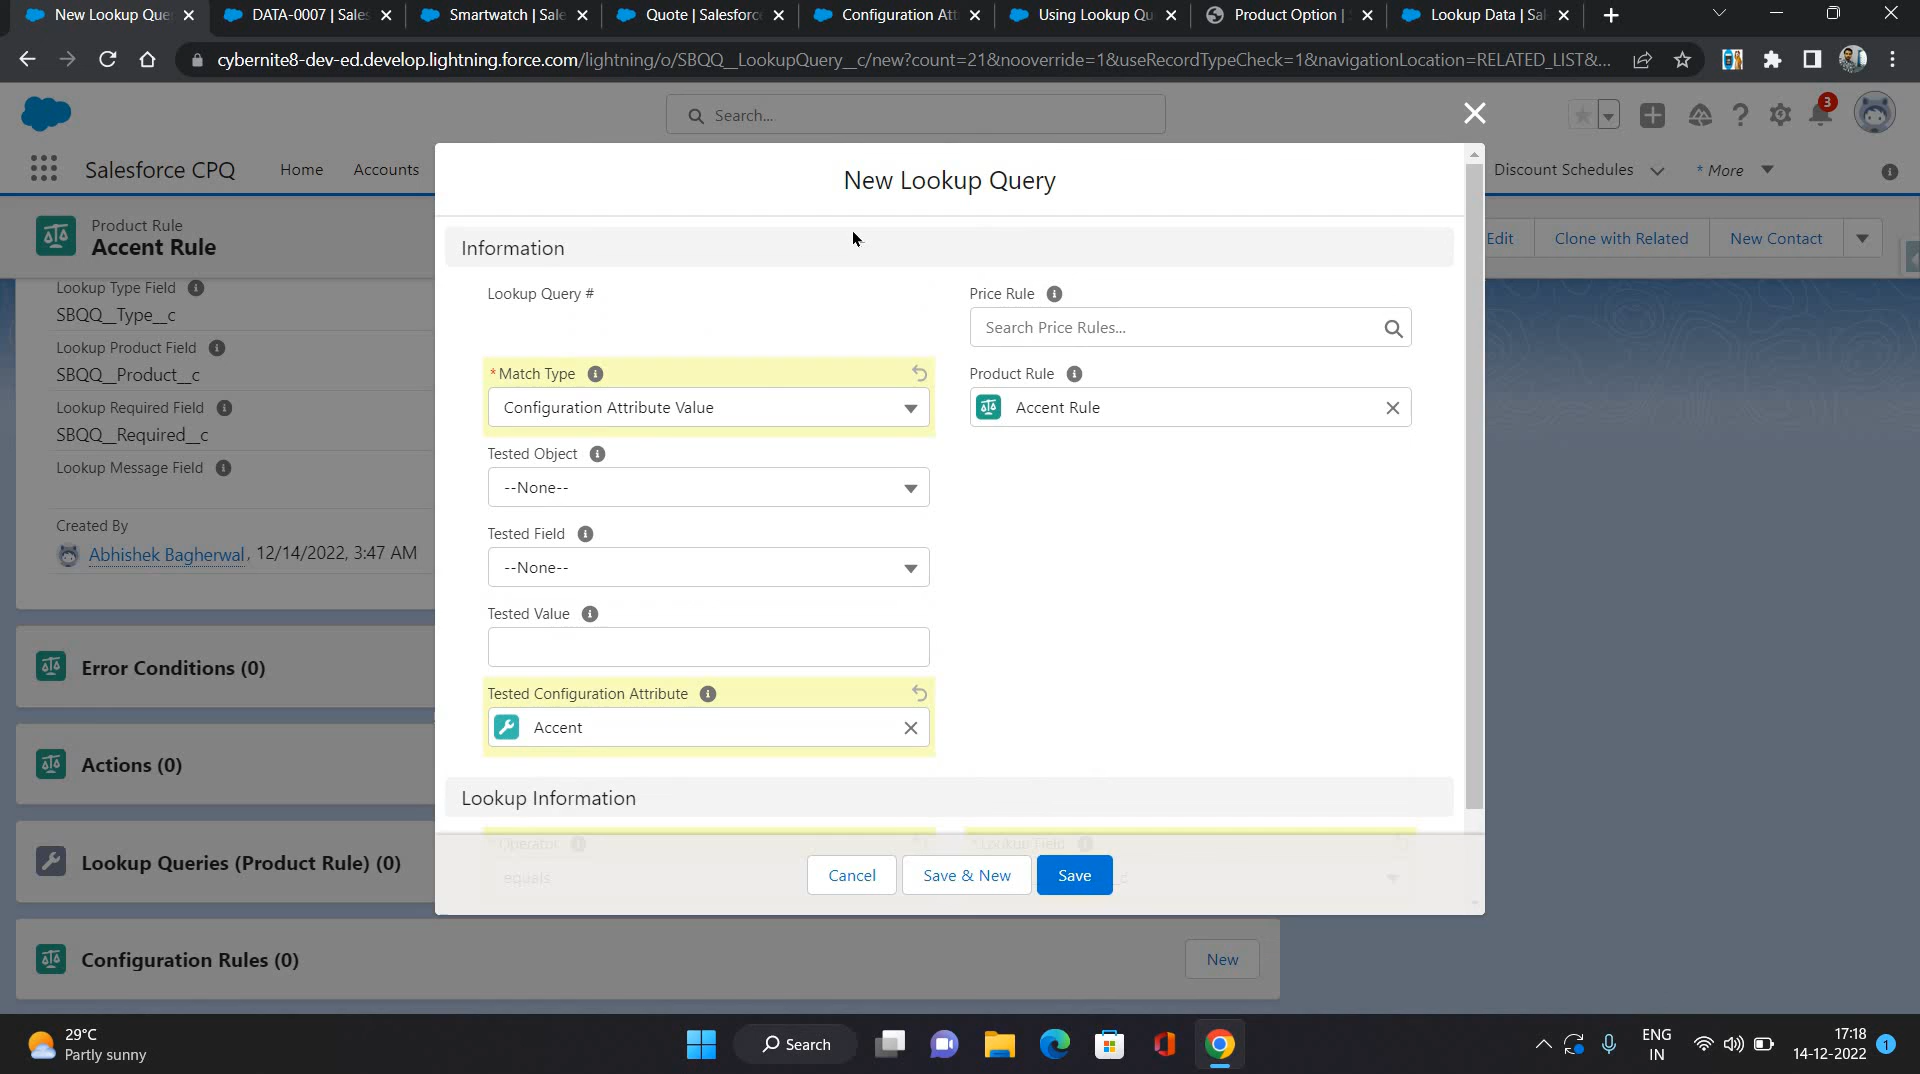 New Lookup Que
DATA-0007 | Sales
Smartwatch | Sale
Quote | Salesforc
Configuration Att
Using Lookup Qu
Product Option |
Lookup Data | Sal
cybernite8-dev-ed.develop.lightning.force.com/lightning/o/SBQQ__LookupQuery__c/new?count=21&nooverride=1&useRecordTypeCheck=1&navigationLocation=RELATED_LIST&...
Search...
3
Salesforce CPQ
Home
Accounts
Discount Schedules
* More
Product Rule
Accent Rule
Edit
Clone with Related
New Contact
Lookup Type Field
SBQQ__Type__c
Lookup Product Field
SBQQ__Product__c
Lookup Required Field
SBQQ__Required__c
Lookup Message Field
Created By
Abhishek Bagherwal, 12/14/2022, 3:47 AM
Error Conditions (0)
Actions (0)
Lookup Queries (Product Rule) (0)
Configuration Rules (0)
New
New Lookup Query
Information
Lookup Query #
Price Rule
Search Price Rules...
*Match Type
Configuration Attribute Value
Product Rule
Accent Rule
Tested Object
--None--
Tested Field
--None--
Tested Value
Tested Configuration Attribute
Accent
Lookup Information
*Operator
*Lookup Field
equals
Cancel
Save & New
Save
29°C
Partly sunny
Search
ENG
IN
17:18
14-12-2022
1